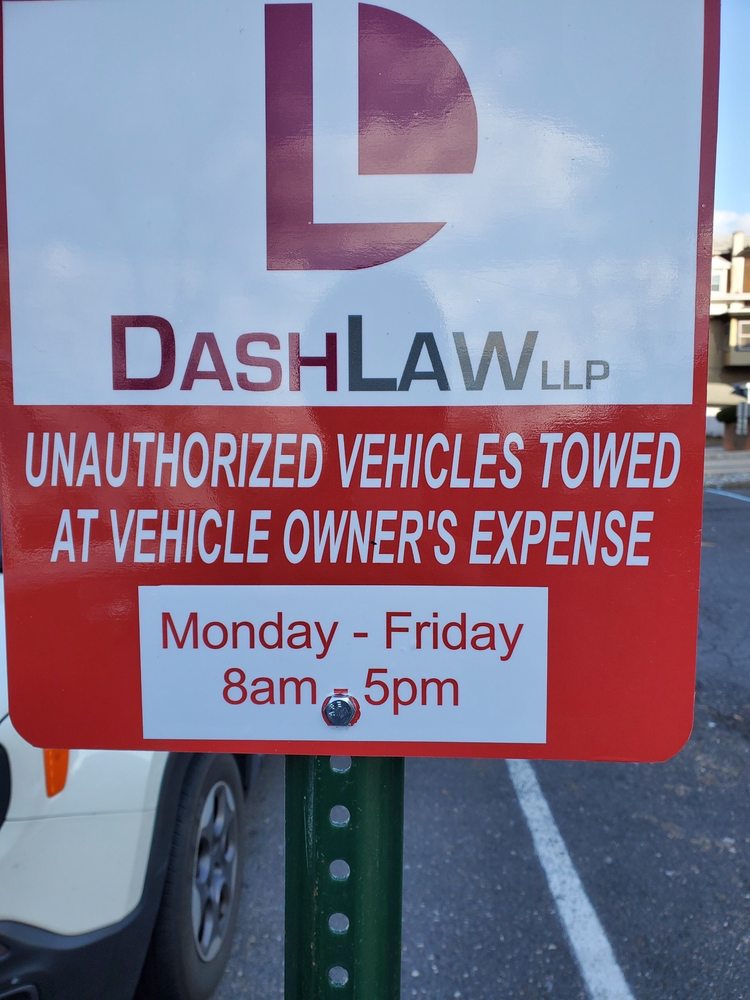 DASHLAW LLP
UNAUTHORIZED VEHICLES TOWED
AT VEHICLE OWNER'S EXPENSE
Monday - Friday
8am - 5pm